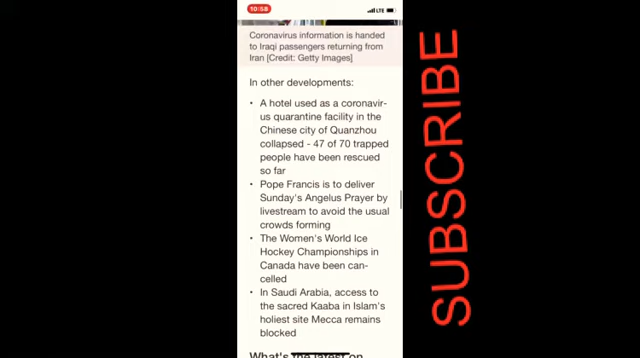 10:58
LTE
Coronavirus information is handed
to Iraqi passengers returning from
Iran [Credit: Getty Images]
In other developments:
• A hotel used as a coronavir-
us quarantine facility in the
Chinese city of Quanzhou
collapsed - 47 of 70 trapped
people have been rescued
so far
• Pope Francis is to deliver
Sunday's Angelus Prayer by
livestream to avoid the usual
crowds forming
• The Women's World Ice
Hockey Championships in
Canada have been can-
celled
• In Saudi Arabia, access to
the sacred Kaaba in Islam's
holiest site Mecca remains
blocked
What's the latest on
SUBSCRIBE